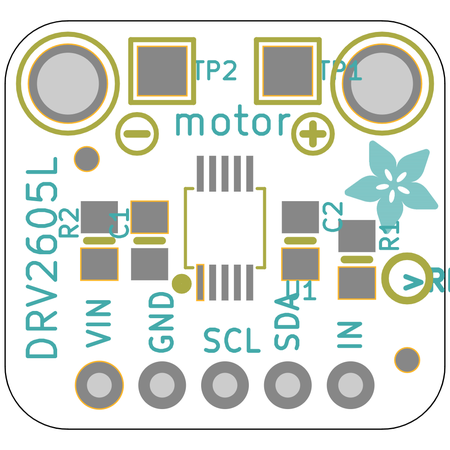 TP2
TP1
motor
DRV2605L
R2
C1
C2
R1
U1
VIN
GND
SCL
SDA
IN